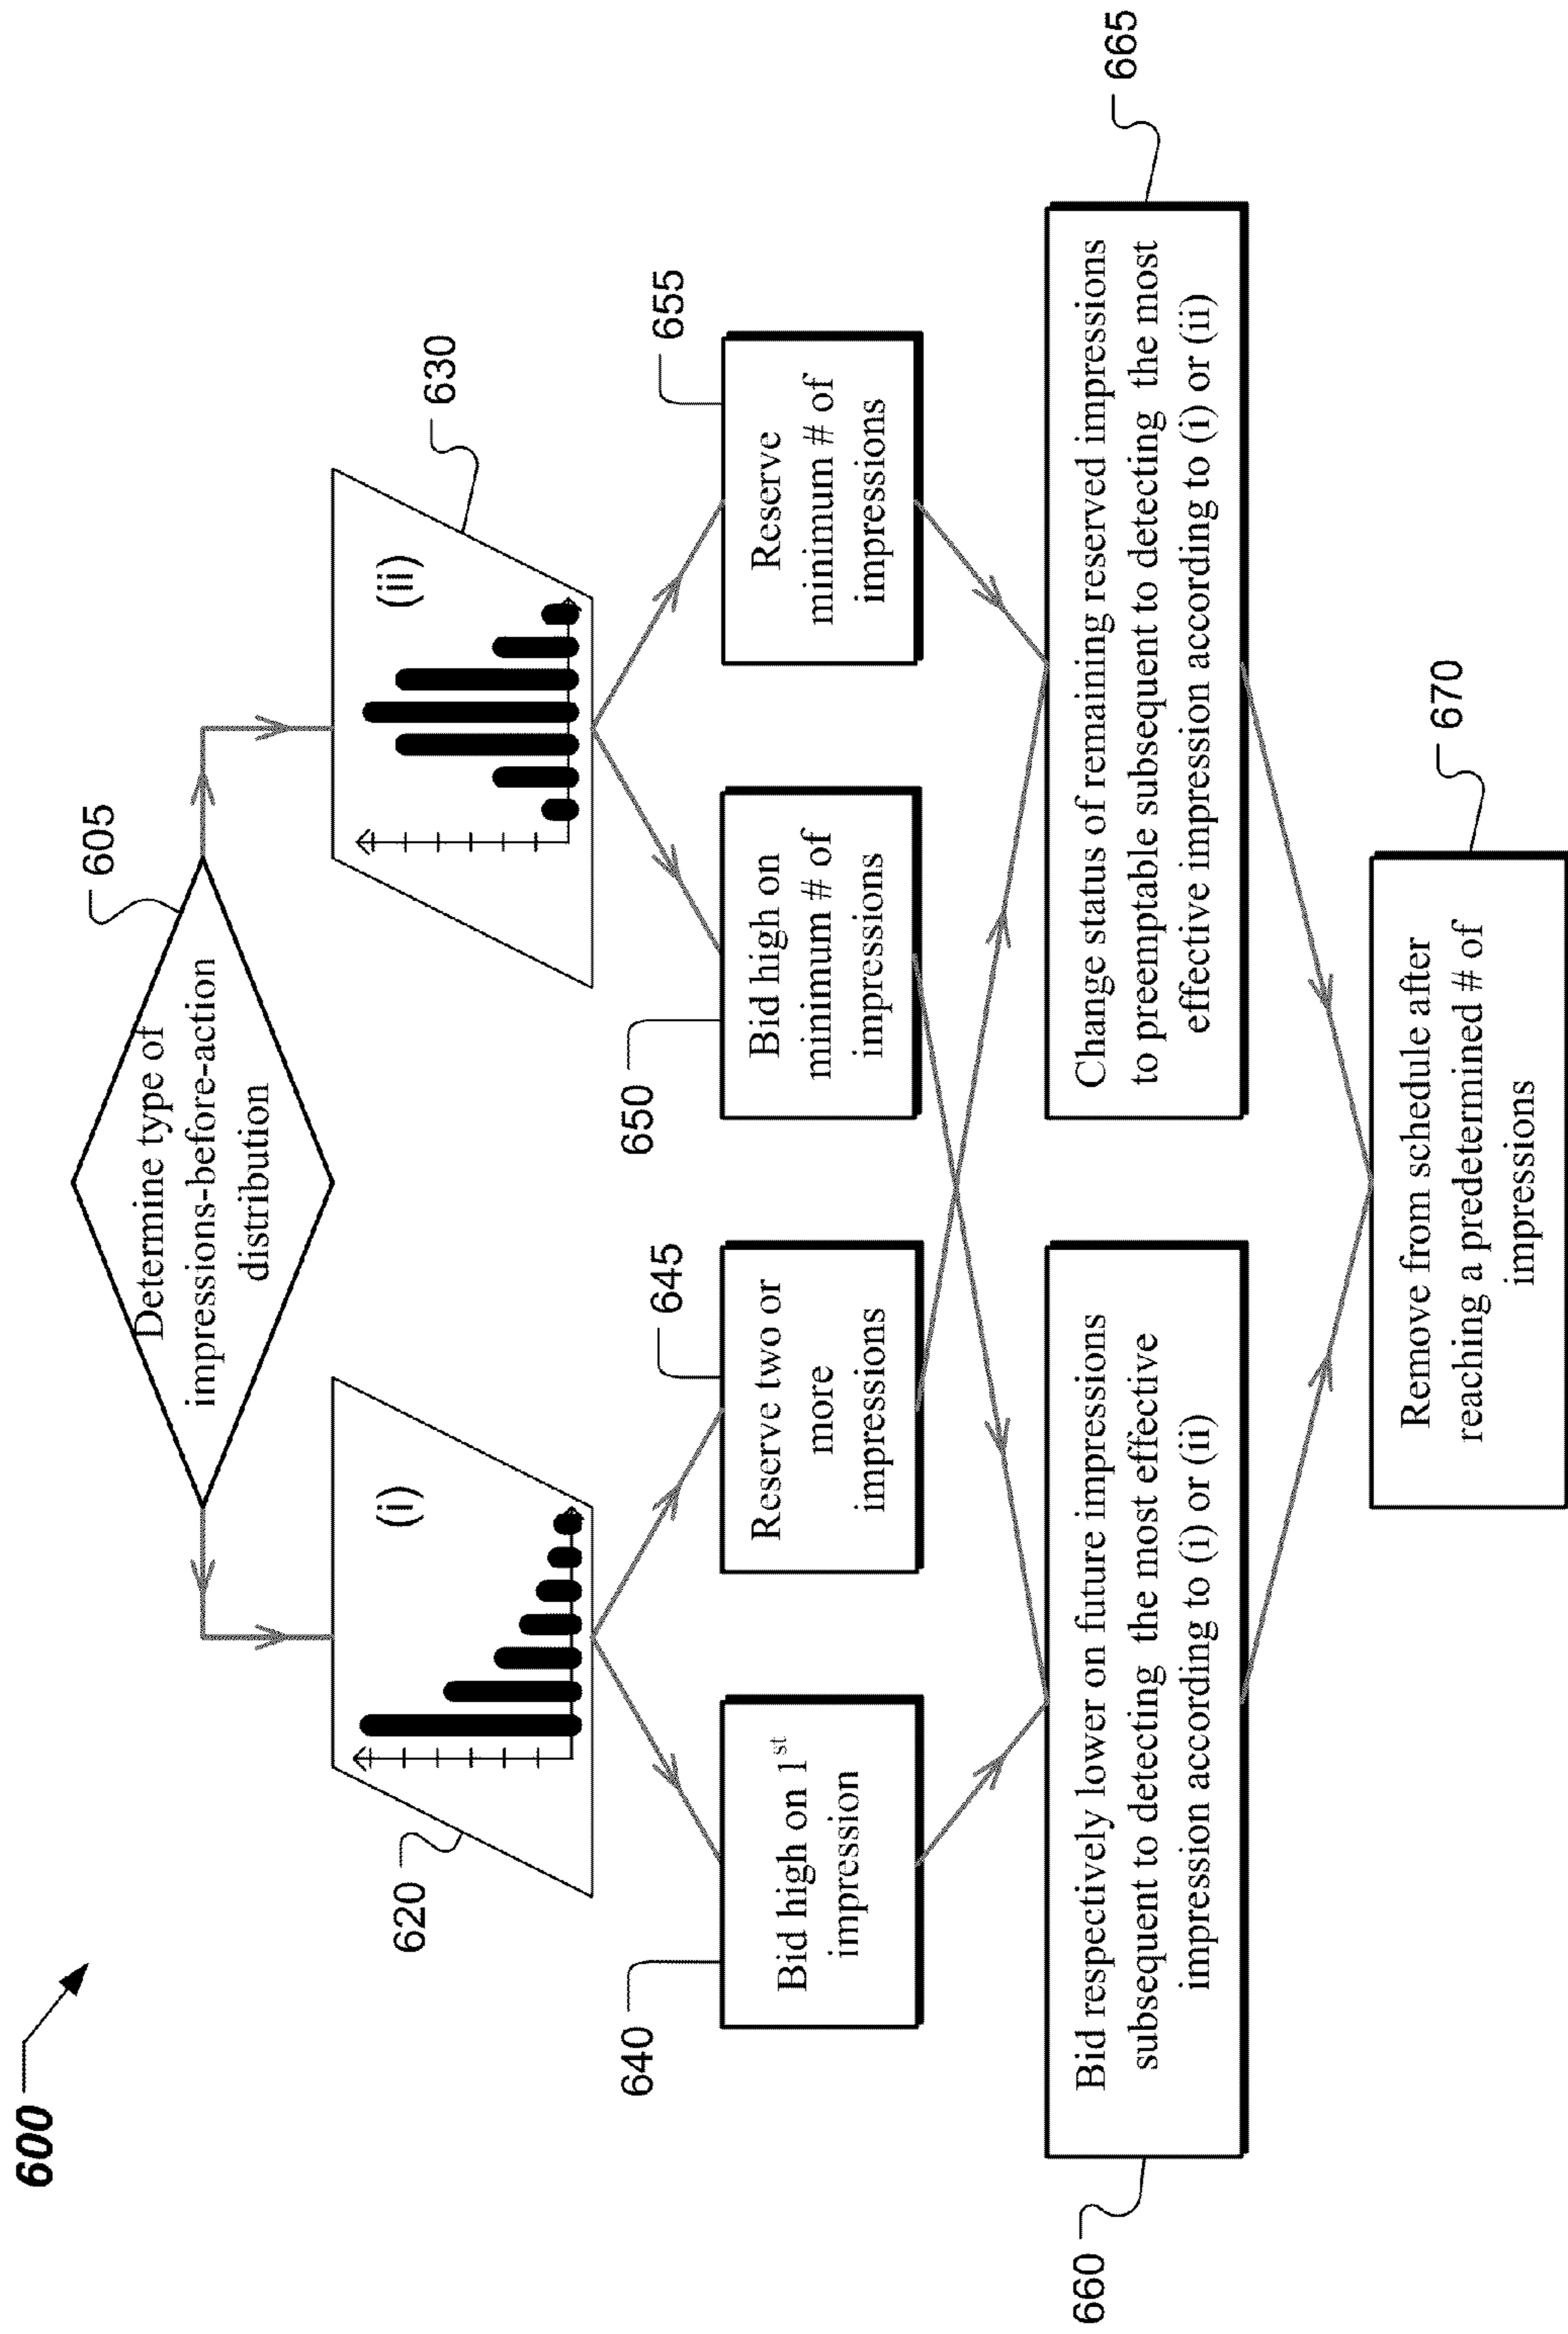 600
605
Determine type of
impressions-before-action
distribution
620
(i)
630
(ii)
640
Bid high on 1st
impression
645
Reserve two or
more
impressions
650
Bid high on
minimum # of
impressions
655
Reserve
minimum # of
impressions
660
Bid respectively lower on future impressions
subsequent to detecting the most effective
impression according to (i) or (ii)
665
Change status of remaining reserved impressions
to preemptable subsequent to detecting the most
effective impression according to (i) or (ii)
670
Remove from schedule after
reaching a predetermined # of
impressions